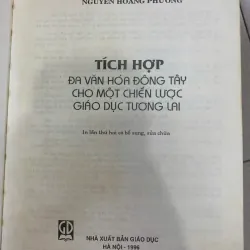 NGUYỄN HOÀNG PHƯƠNG
TÍCH HỢP
ĐA VĂN HÓA ĐÔNG TÂY
CHO MỘT CHIẾN LƯỢC
GIÁO DỤC TƯƠNG LAI
In lần thứ hai có bổ sung, sửa chữa
NHÀ XUẤT BẢN GIÁO DỤC
HÀ NỘI - 1996